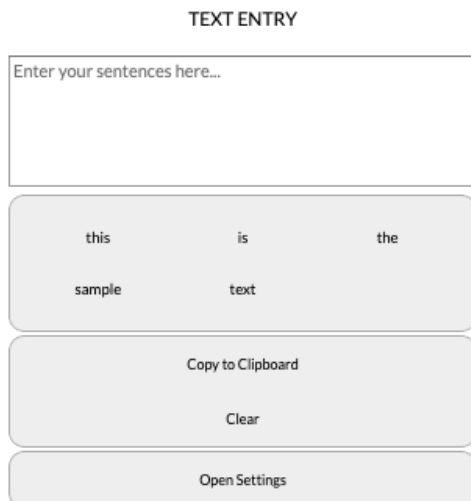 TEXT ENTRY
Enter your sentences here...
this is the
sample text
Copy to Clipboard
Clear
Open Settings